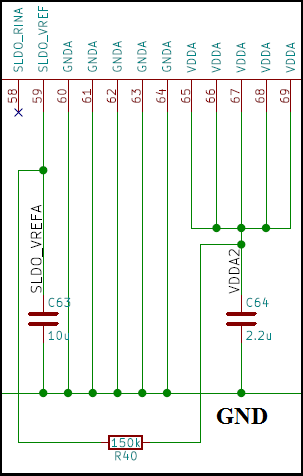 SLDO_RINA
SLDO_VREF
GNDA
GNDA
GNDA
GNDA
GNDA
VDDA
VDDA
VDDA
VDDA
VDDA
58
59
60
61
62
63
64
65
66
67
68
69
SLDO_VREFA
VDDA2
C63
10u
C64
2.2u
GND
150k
R40